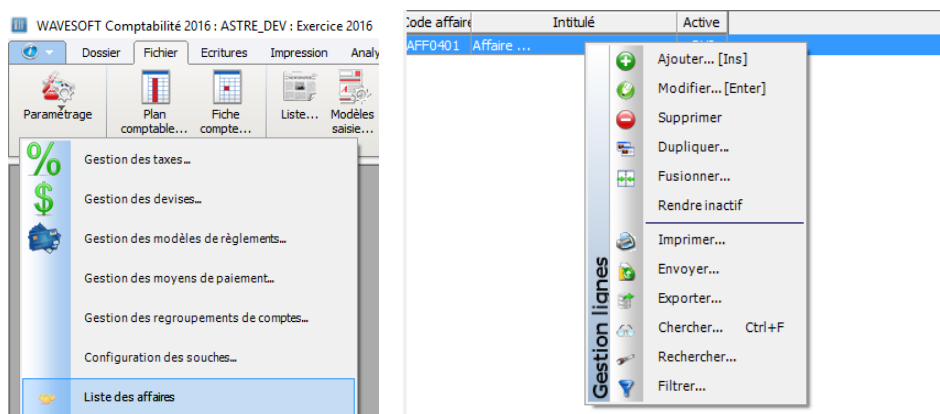 WAVESOFT Comptabilité 2016 : ASTRE_DEV : Exercice 2016
Dossier Fichier Ecritures Impression Analy
Paramètrage
Plan comptable...
Fiche compte...
Liste...
Modèles saisie...
Gestion des taxes...
Gestion des devises...
Gestion des modèles de règlements...
Gestion des moyens de paiement...
Gestion des regroupements de comptes...
Configuration des souches...
Liste des affaires
Code affaire Intitulé Active
AFF0401 Affaire ...
Gestion lignes
Ajouter... [Ins]
Modifier... [Enter]
Supprimer
Dupliquer...
Fusionner...
Rendre inactif
Imprimer...
Envoyer...
Exporter...
Chercher... Ctrl+F
Rechercher...
Filtrer...